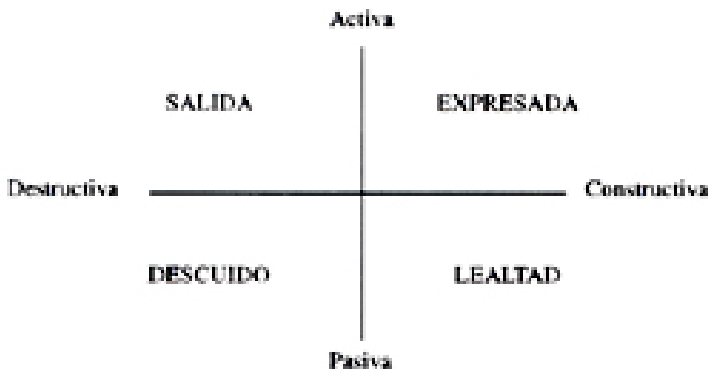 Activa
SALIDA EXPRESADA
Destructiva Constructiva
DESCUIDO LEALTAD
Pasiva